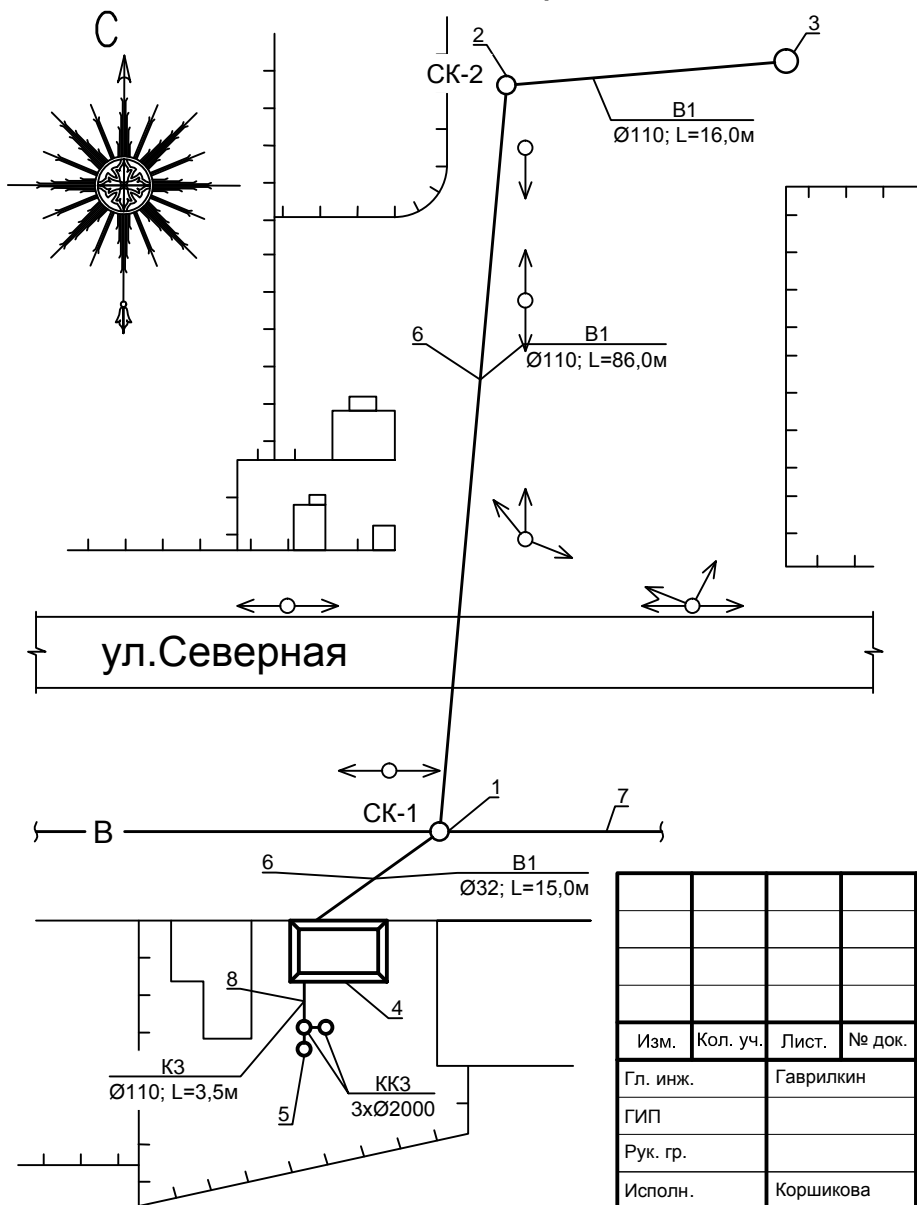 С
2
3
СК-2
В1
Ø110; L=16,0м
6
В1
Ø110; L=86,0м
ул.Северная
1
СК-1
7
В
6
В1
Ø32; L=15,0м
8
4
К3
Ø110; L=3,5м
5
КК3
3хØ2000
Изм. Кол. уч. Лист. № док.
Гл. инж. Гаврилкин
ГИП
Рук. гр.
Исполн. Коршикова